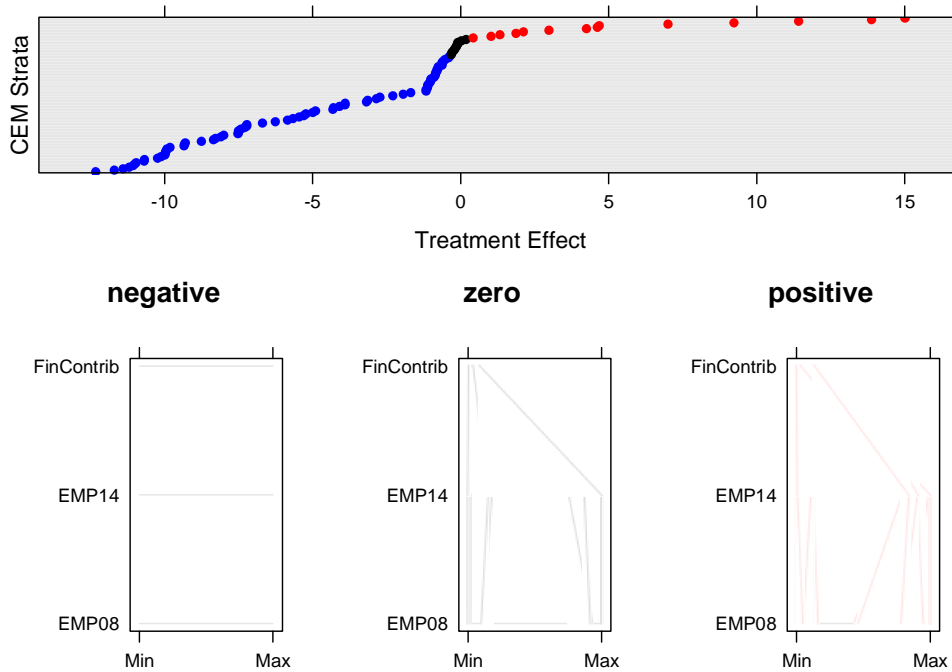 CEM Strata
-10 -5 0 5 10 15
Treatment Effect
negative zero positive
FinContrib FinContrib FinContrib
EMP14 EMP14 EMP14
EMP08 EMP08 EMP08
Min Max Min Max Min Max